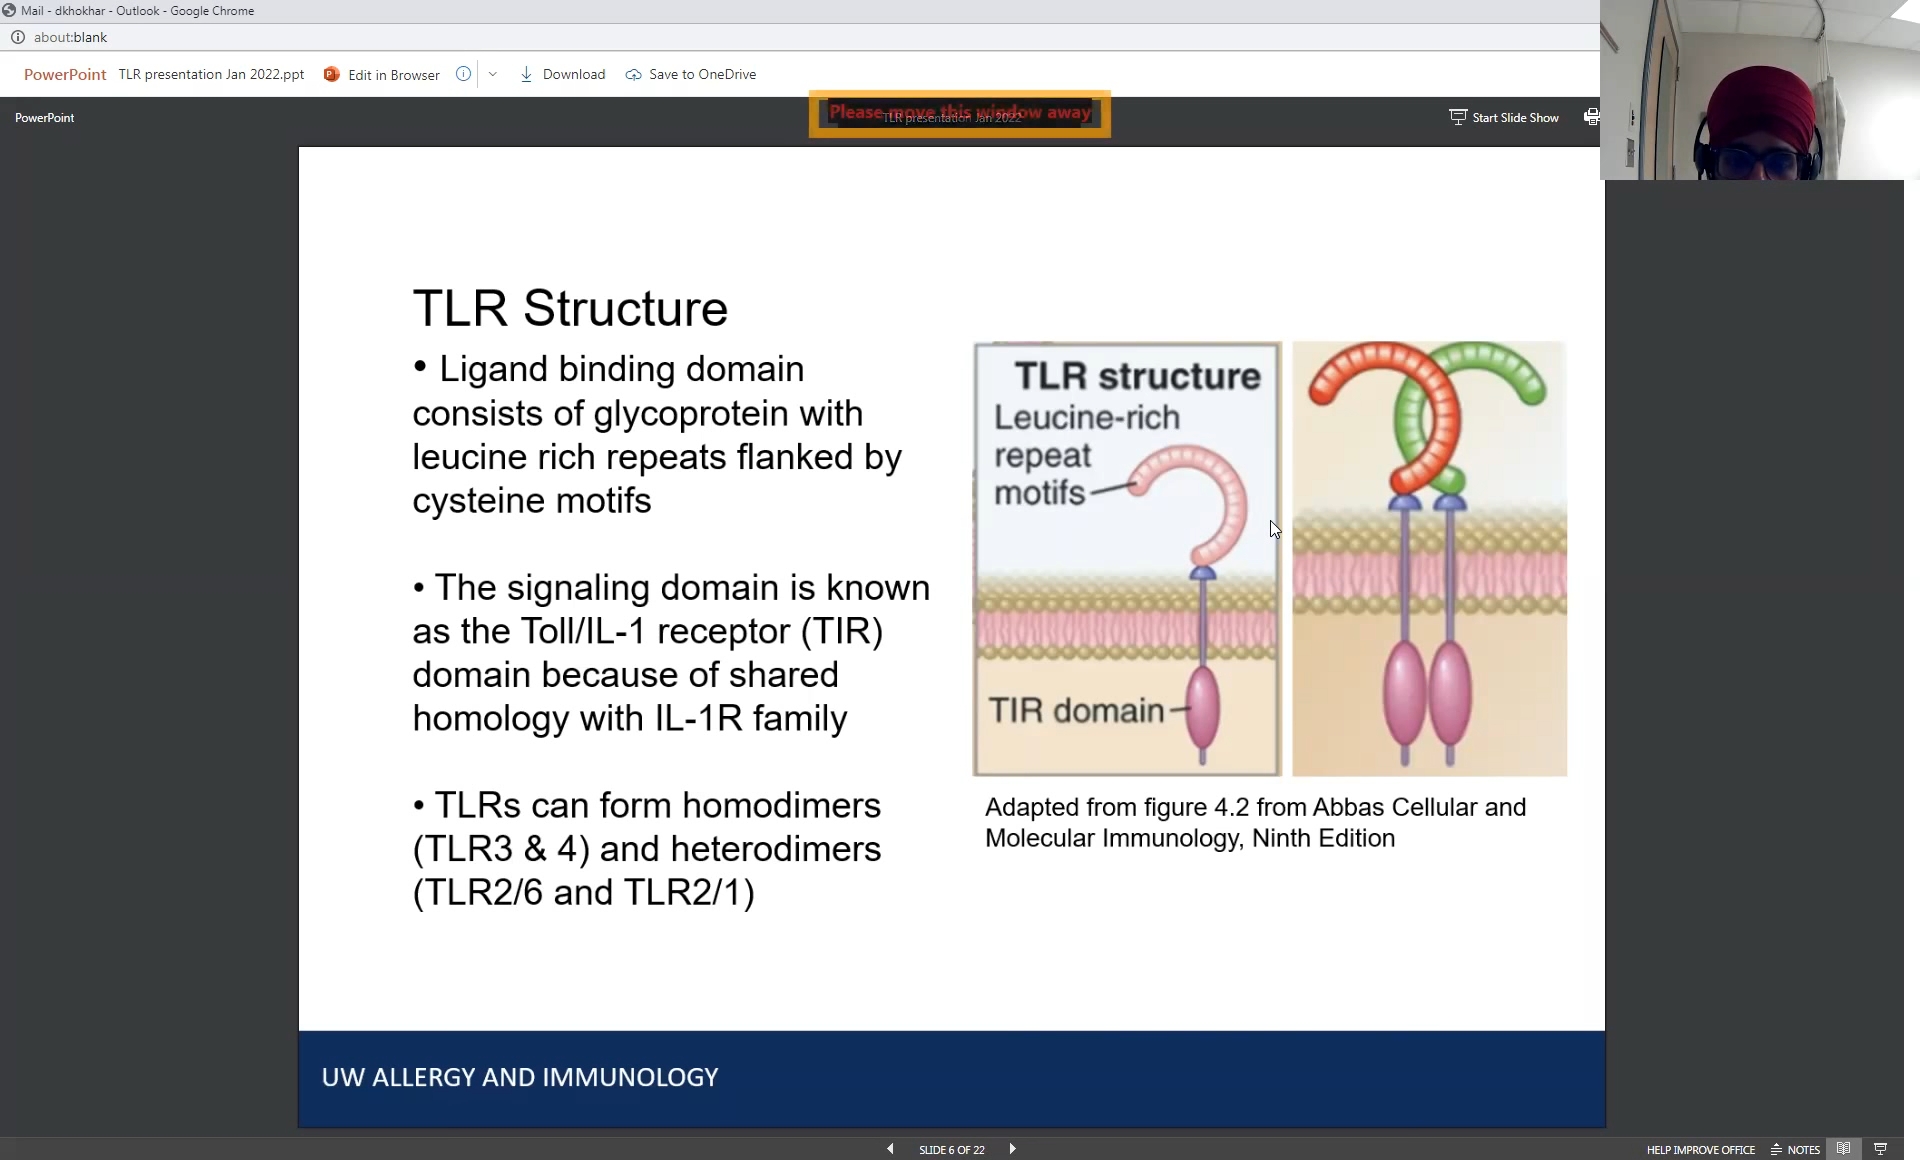 Mail - dkhokhar - Outlook - Google Chrome
about:blank
PowerPoint TLR presentation Jan 2022.ppt Edit in Browser Download Save to OneDrive
PowerPoint
Please move this window away
TLR presentation Jan 2022
Start Slide Show
TLR Structure
• Ligand binding domain
consists of glycoprotein with
leucine rich repeats flanked by
cysteine motifs
• The signaling domain is known
as the Toll/IL-1 receptor (TIR)
domain because of shared
homology with IL-1R family
• TLRs can form homodimers
(TLR3 & 4) and heterodimers
(TLR2/6 and TLR2/1)
TLR structure
Leucine-rich
repeat
motifs
TIR domain
Adapted from figure 4.2 from Abbas Cellular and
Molecular Immunology, Ninth Edition
UW ALLERGY AND IMMUNOLOGY
SLIDE 6 OF 22
HELP IMPROVE OFFICE NOTES